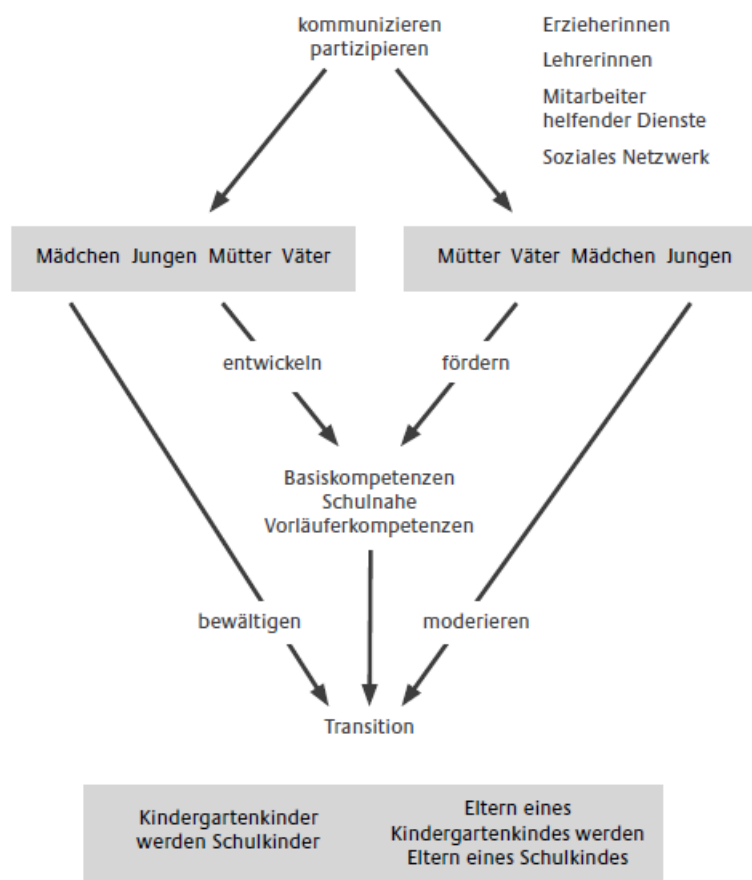 kommunizieren
partizipieren
Erzieherinnen
Lehrerinnen
Mitarbeiter
helfender Dienste
Soziales Netzwerk
Mädchen Jungen Mütter Väter
Mütter Väter Mädchen Jungen
entwickeln
fördern
Basiskompetenzen
Schulnahe
Vorläuferkompetenzen
bewältigen
moderieren
Transition
Kindergartenkinder
werden Schulkinder
Eltern eines
Kindergartenkindes werden
Eltern eines Schulkindes